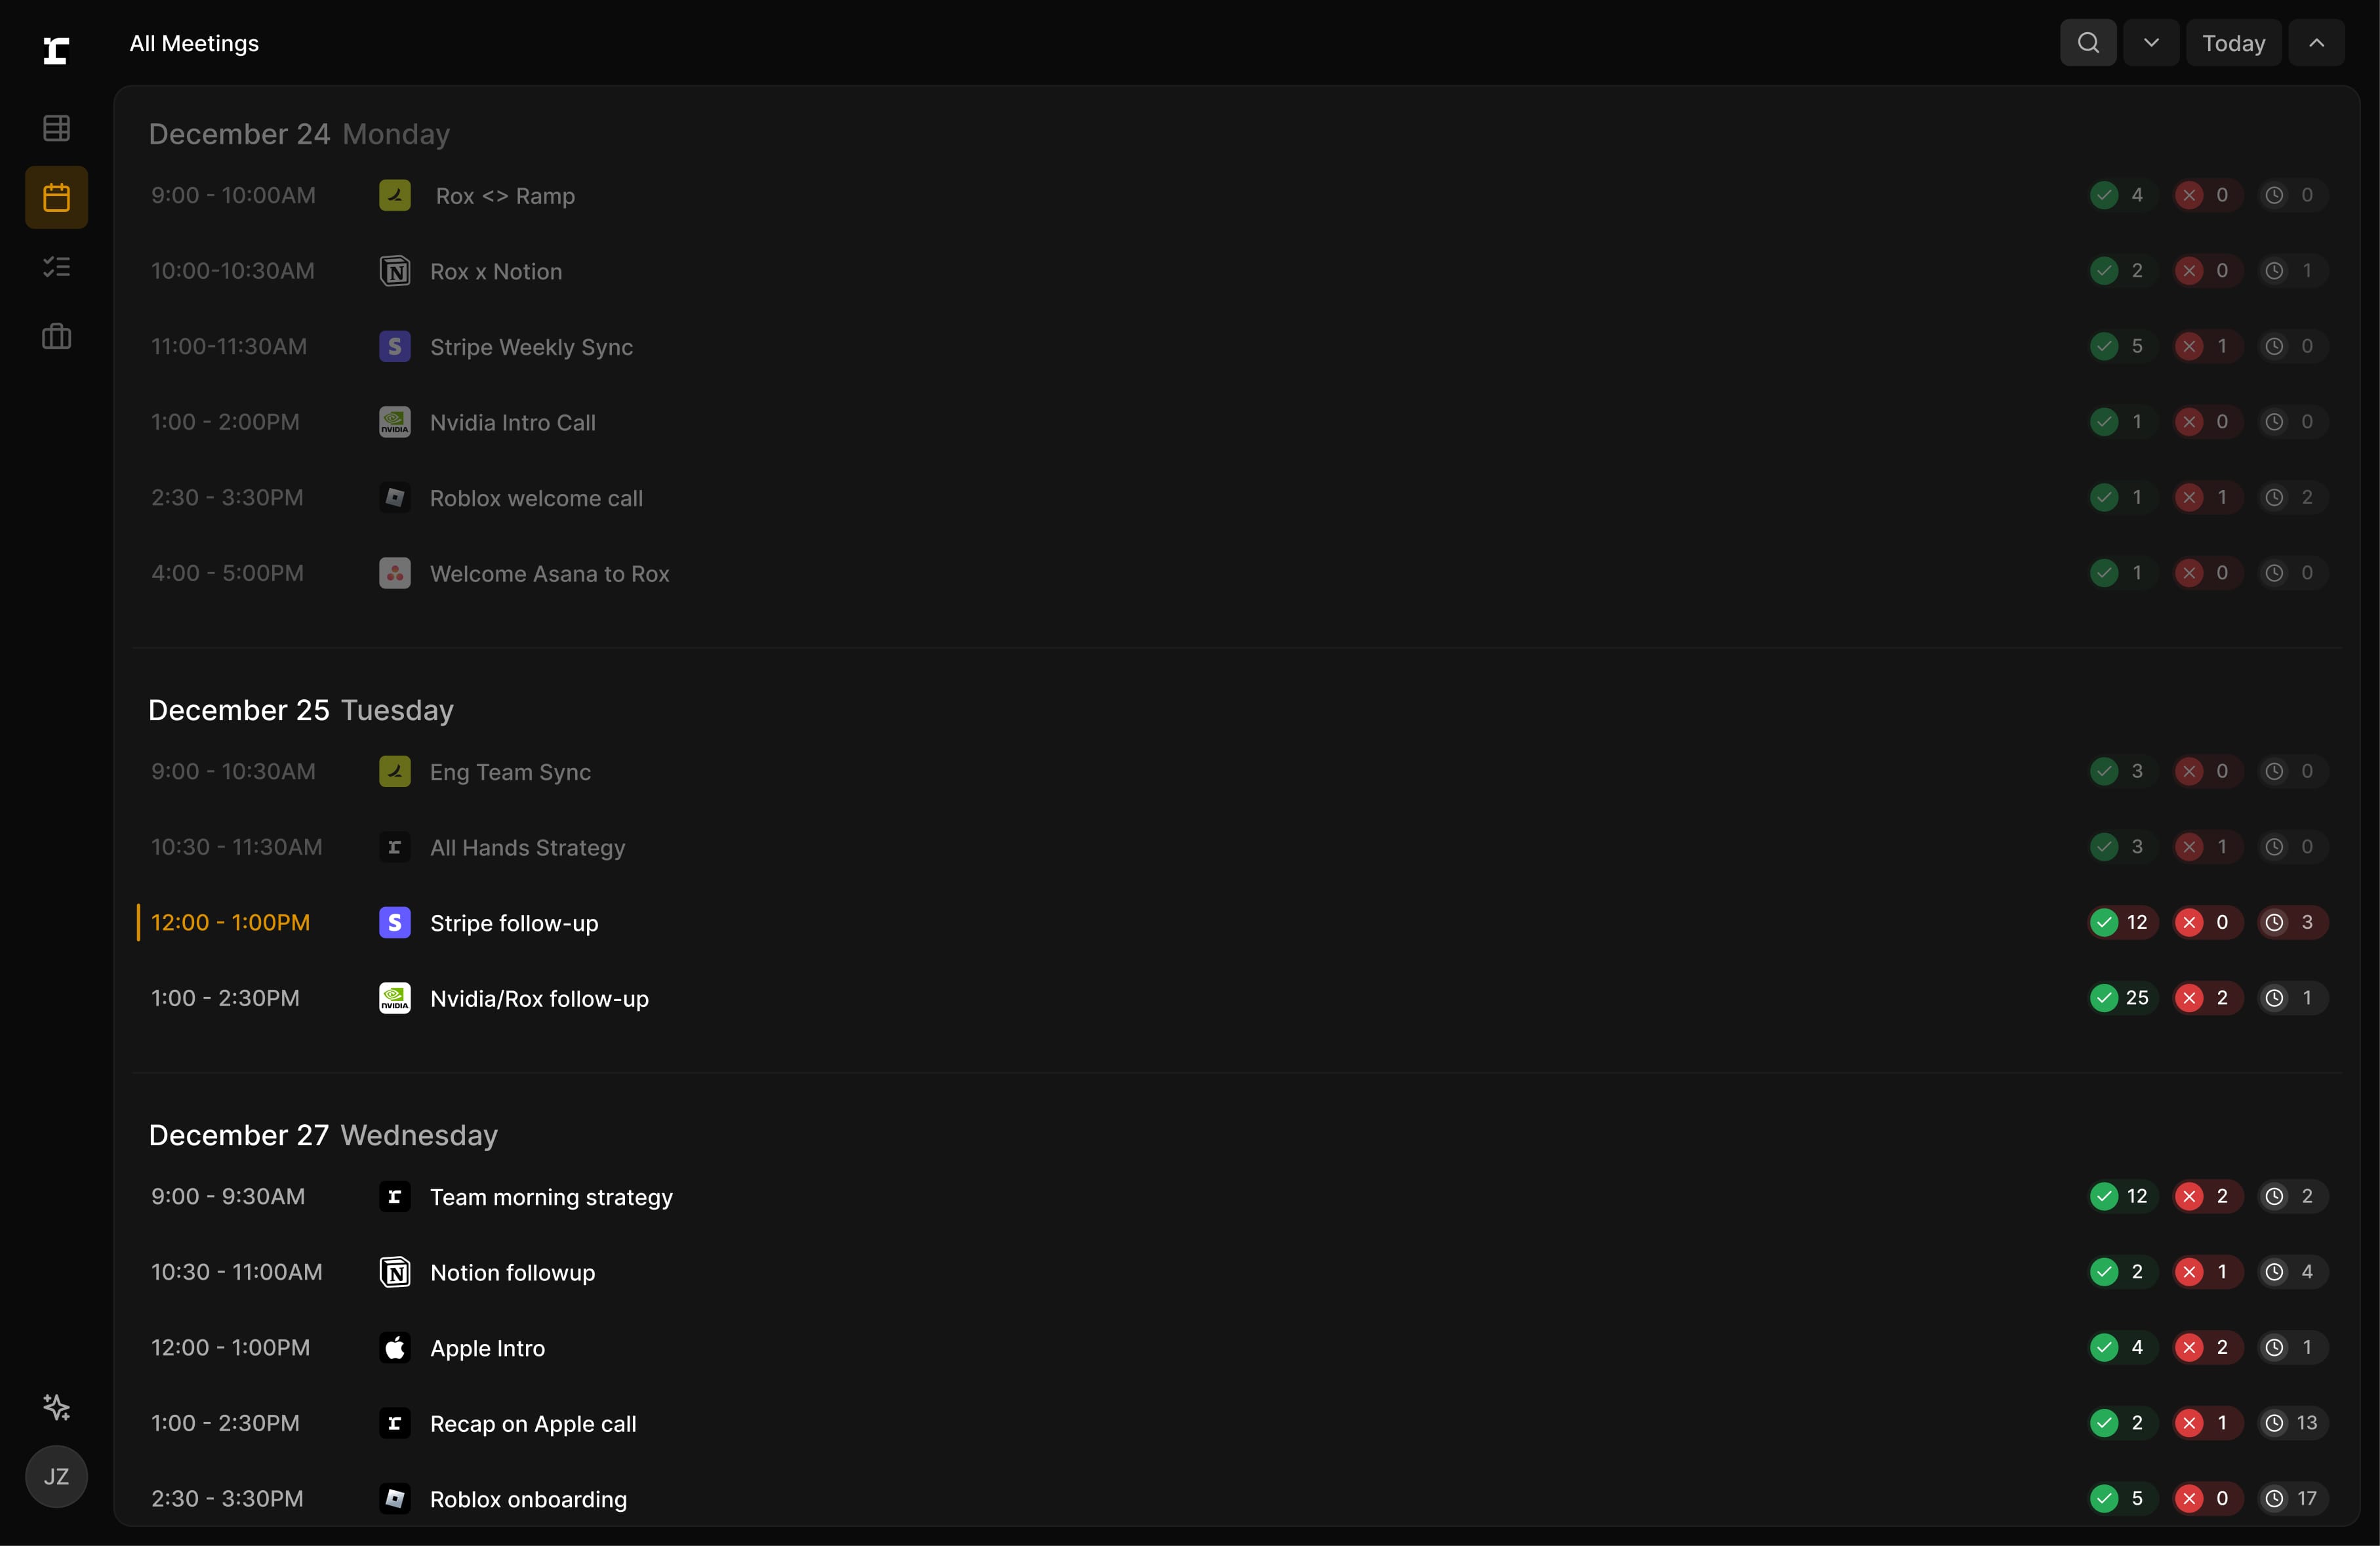 All Meetings
Today
December 24 Monday
9:00 - 10:00AM Rox <> Ramp 4 0 0
10:00-10:30AM Rox x Notion 2 0 1
11:00-11:30AM Stripe Weekly Sync 5 1 0
1:00 - 2:00PM NVIDIA Nvidia Intro Call 1 0 0
2:30 - 3:30PM Roblox welcome call 1 1 2
4:00 - 5:00PM Welcome Asana to Rox 1 0 0
December 25 Tuesday
9:00 - 10:30AM Eng Team Sync 3 0 0
10:30 - 11:30AM r All Hands Strategy 3 1 0
12:00 - 1:00PM S Stripe follow-up 12 0 3
1:00 - 2:30PM NVIDIA Nvidia/Rox follow-up 25 2 1
December 27 Wednesday
9:00 - 9:30AM r Team morning strategy 12 2 2
10:30 - 11:00AM N Notion followup 2 1 4
12:00 - 1:00PM Apple Intro 4 2 1
1:00 - 2:30PM r Recap on Apple call 2 1 13
2:30 - 3:30PM Roblox onboarding 5 0 17
JZ